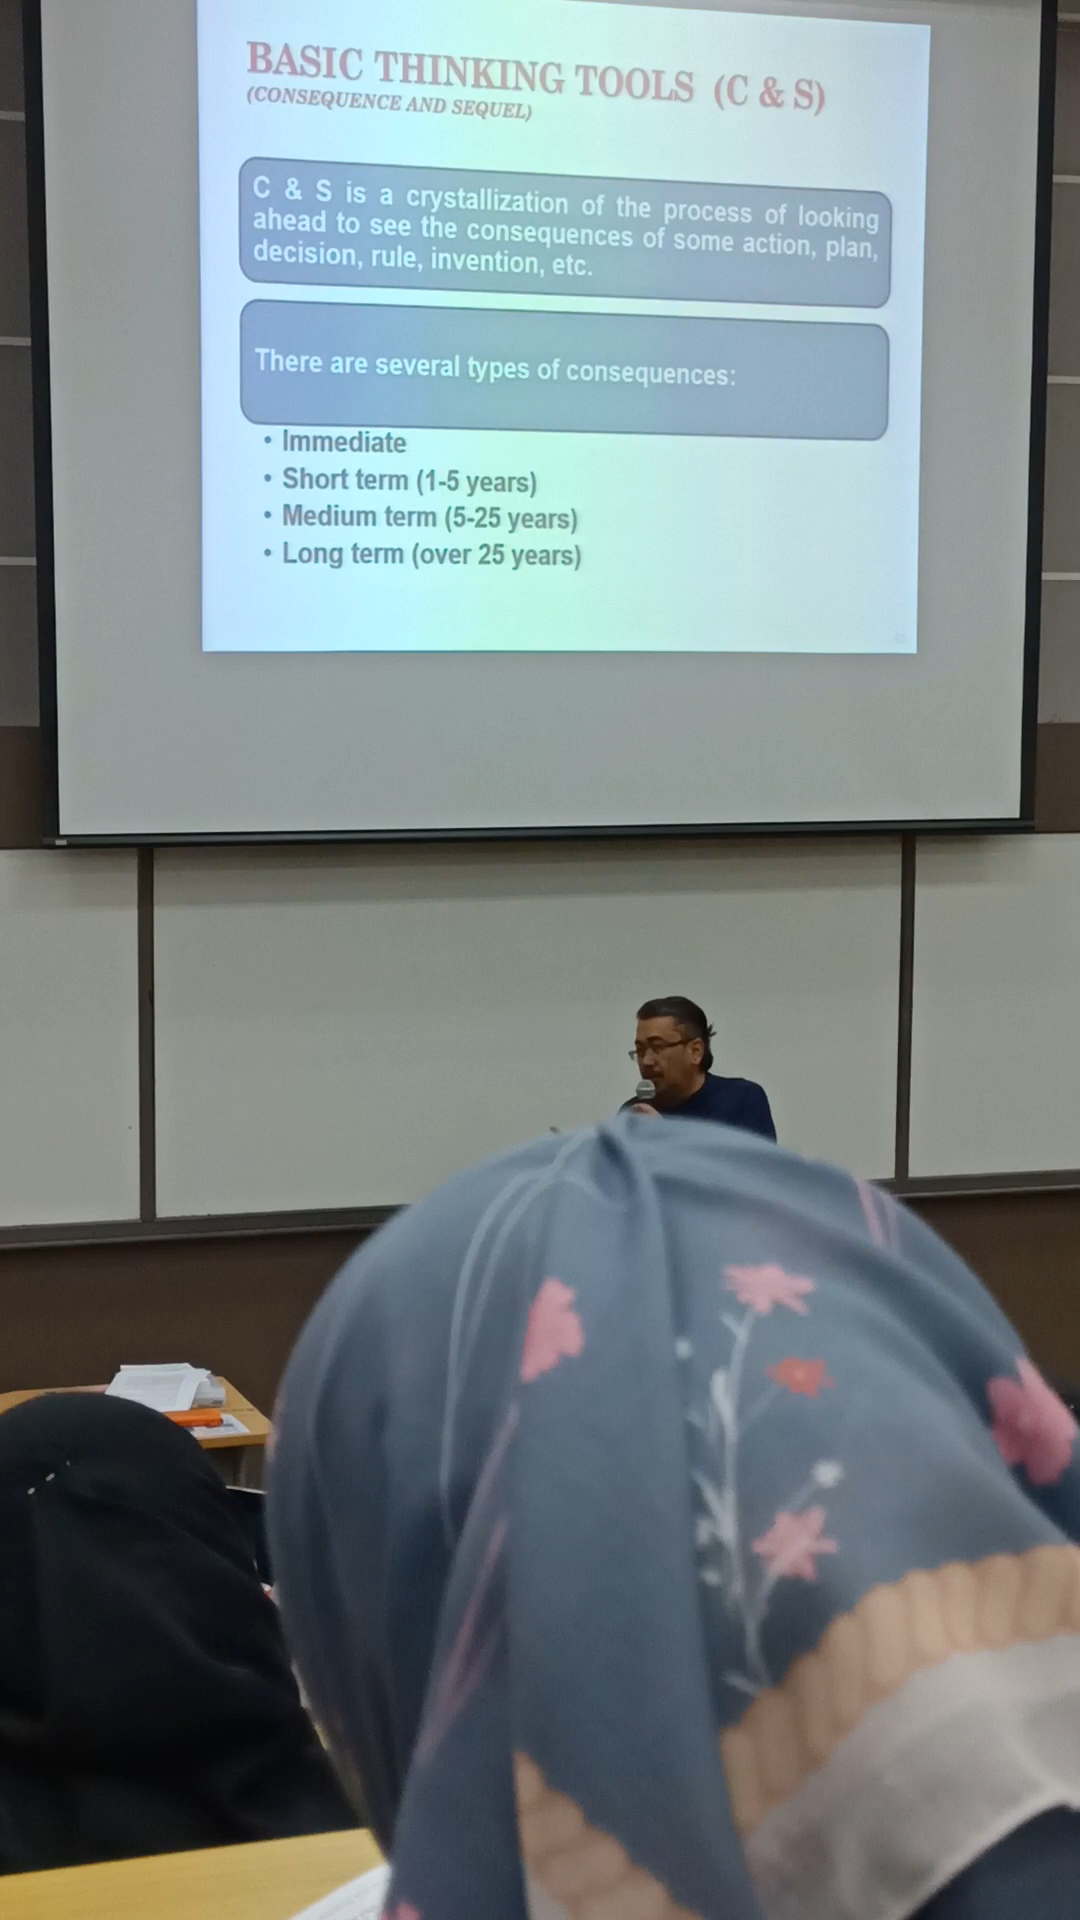 BASIC THINKING TOOLS (C & S)
(CONSEQUENCE AND SEQUEL)
C & S is a crystallization of the process of looking
ahead to see the consequences of some action, plan,
decision, rule, invention, etc.
There are several types of consequences:
• Immediate
• Short term (1-5 years)
• Medium term (5-25 years)
• Long term (over 25 years)